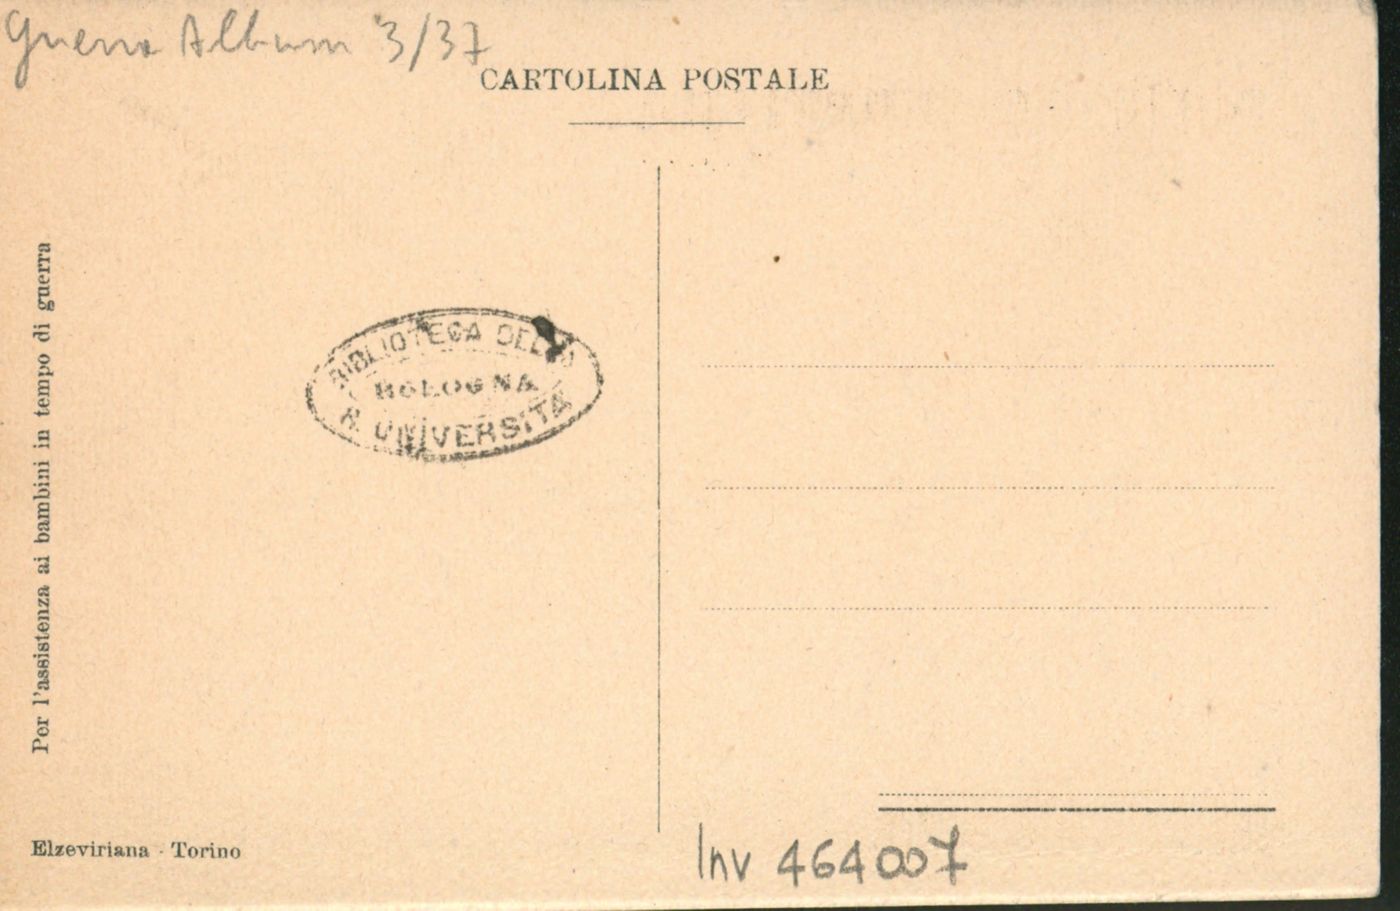 Guerra Album 3/37
CARTOLINA POSTALE
Per l'assistenza ai bambini in tempo di guerra
BIBLIOTECA DELLA
BOLOGNA
R. UNIVERSITÀ
Elzeviriana - Torino
Inv 464007